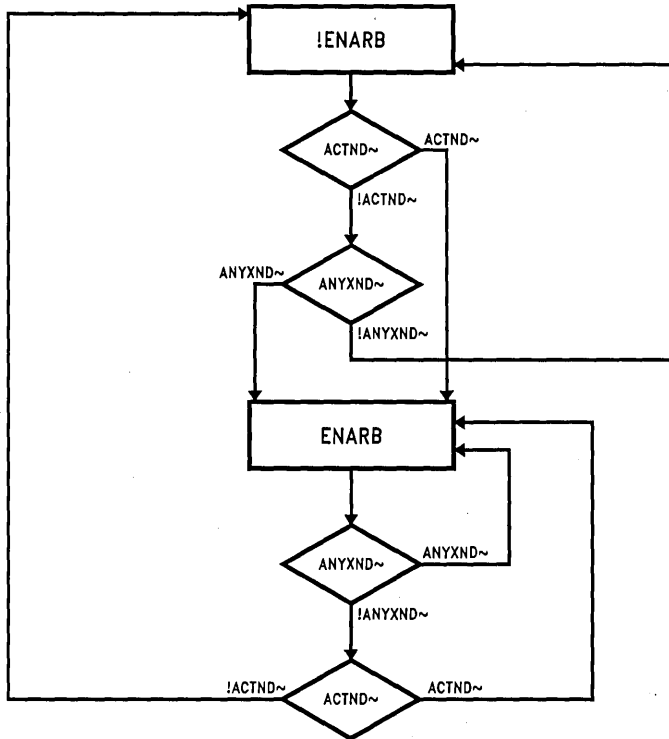 !ENARB
ACTND~
ACTND~
!ACTND~
ANYXND~
ANYXND~
!ANYXND~
ENARB
ANYXND~
ANYXND~
!ANYXND~
!ACTND~
ACTND~
ACTND~